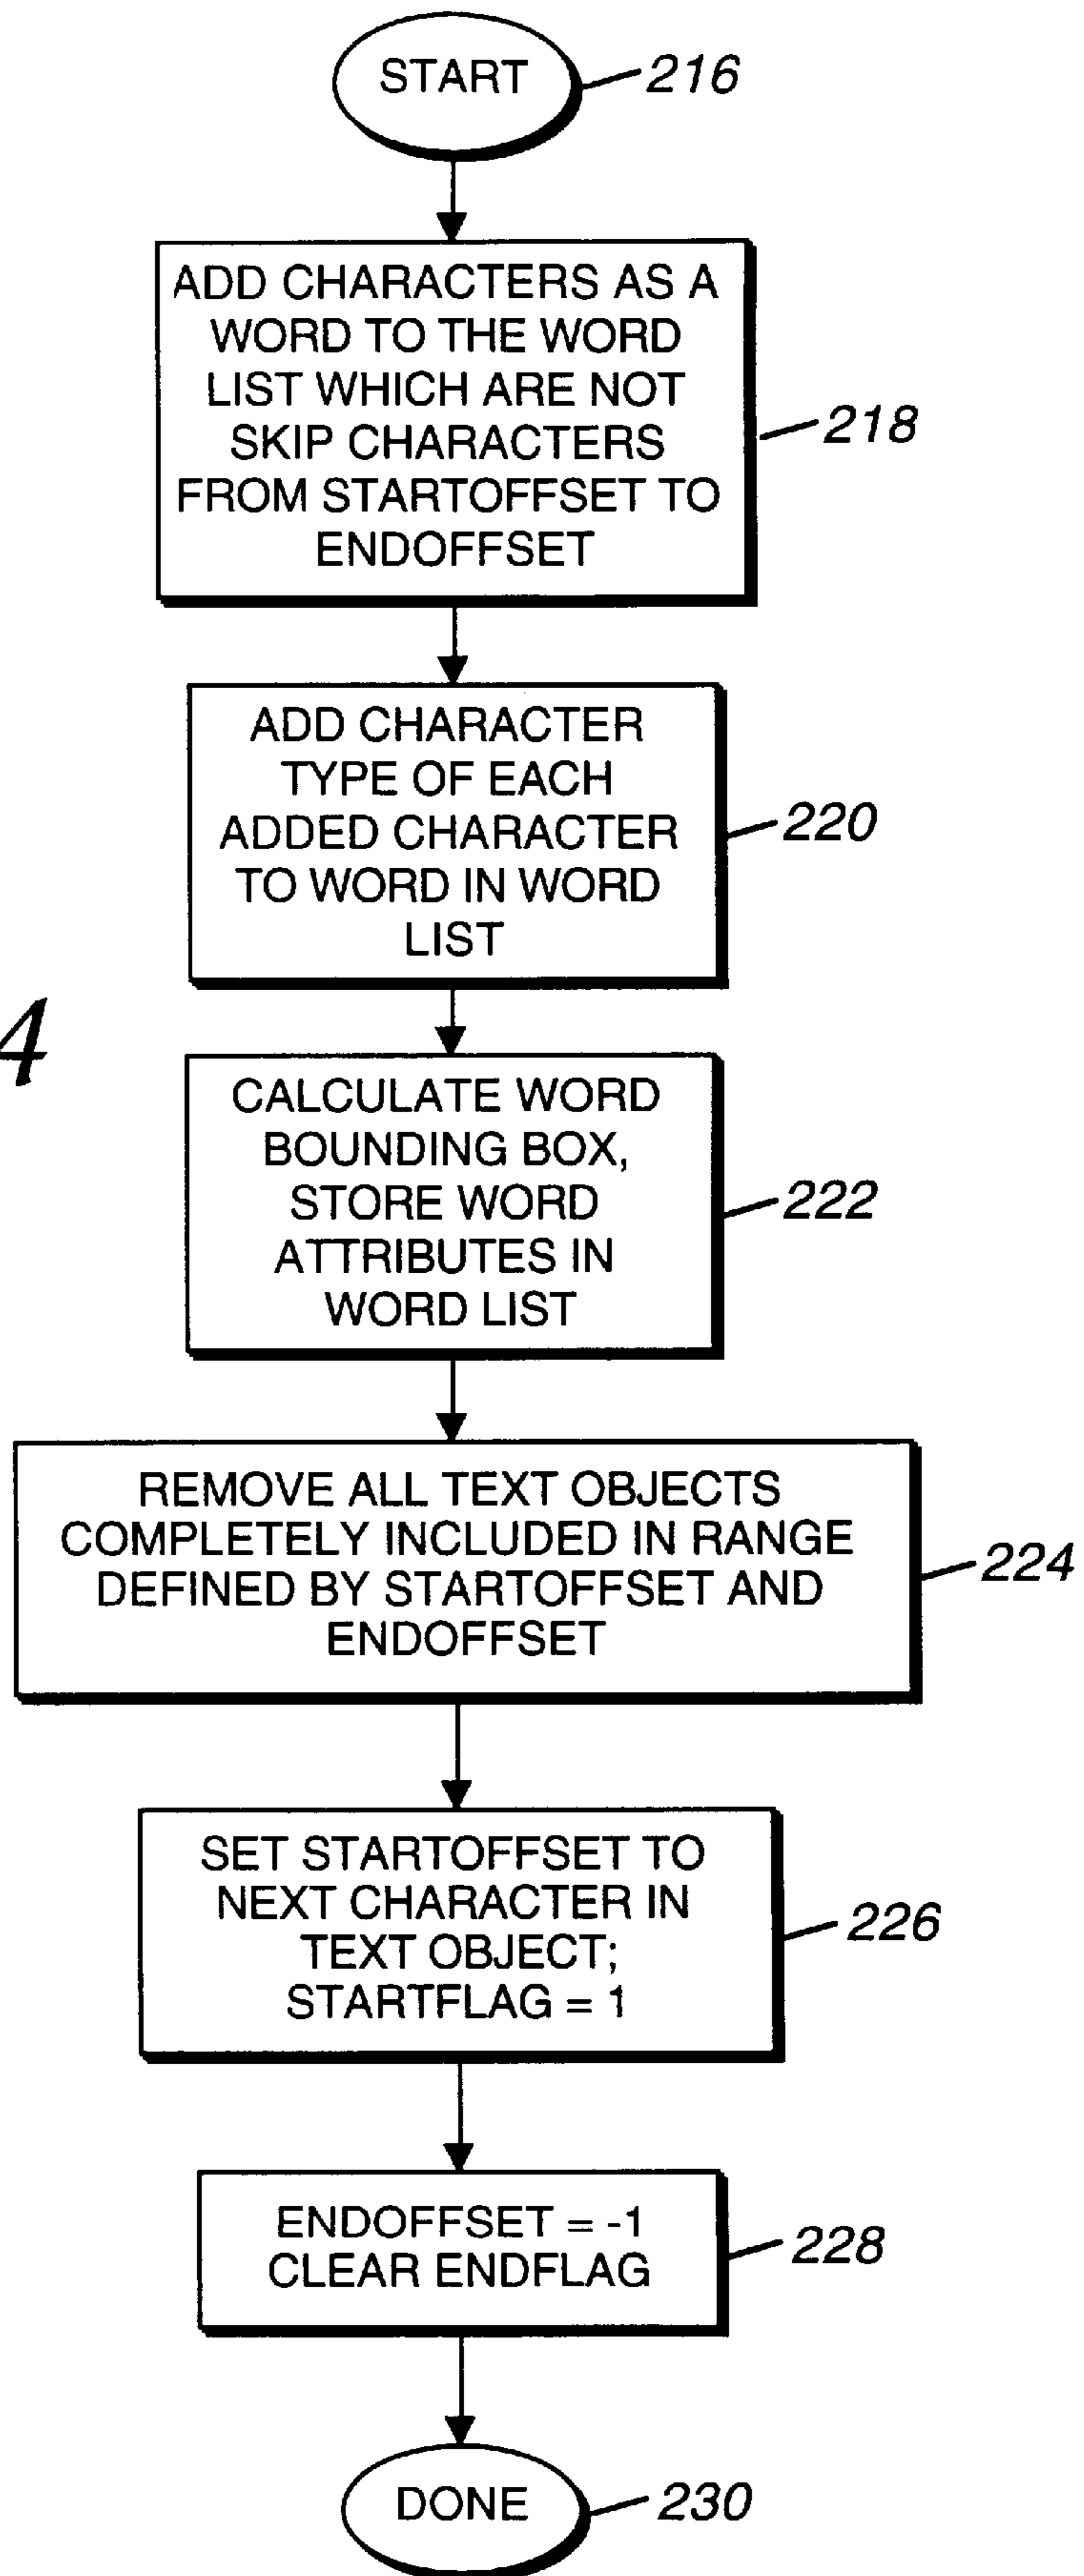 START
216
ADD CHARACTERS AS A
WORD TO THE WORD
LIST WHICH ARE NOT
SKIP CHARACTERS
FROM STARTOFFSET TO
ENDOFFSET
218
ADD CHARACTER
TYPE OF EACH
ADDED CHARACTER
TO WORD IN WORD
LIST
220
4
CALCULATE WORD
BOUNDING BOX,
STORE WORD
ATTRIBUTES IN
WORD LIST
222
REMOVE ALL TEXT OBJECTS
COMPLETELY INCLUDED IN RANGE
DEFINED BY STARTOFFSET AND
ENDOFFSET
224
SET STARTOFFSET TO
NEXT CHARACTER IN
TEXT OBJECT;
STARTFLAG = 1
226
ENDOFFSET = -1
CLEAR ENDFLAG
228
DONE
230